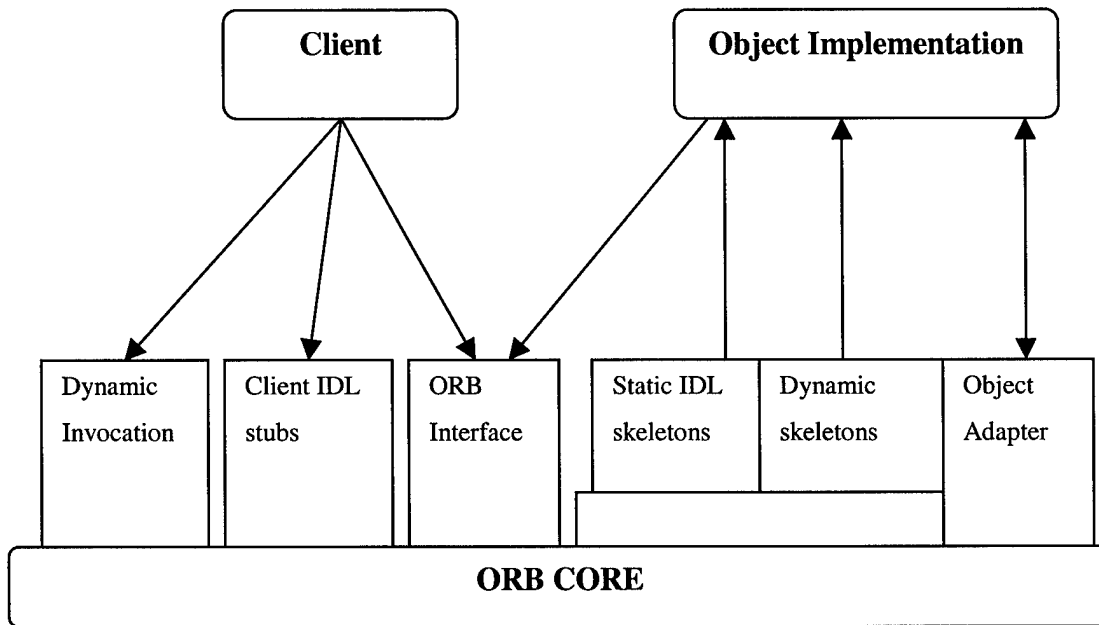 Client
Object Implementation
Dynamic
Invocation
Client IDL
stubs
ORB
Interface
Static IDL
skeletons
Dynamic
skeletons
Object
Adapter
ORB CORE